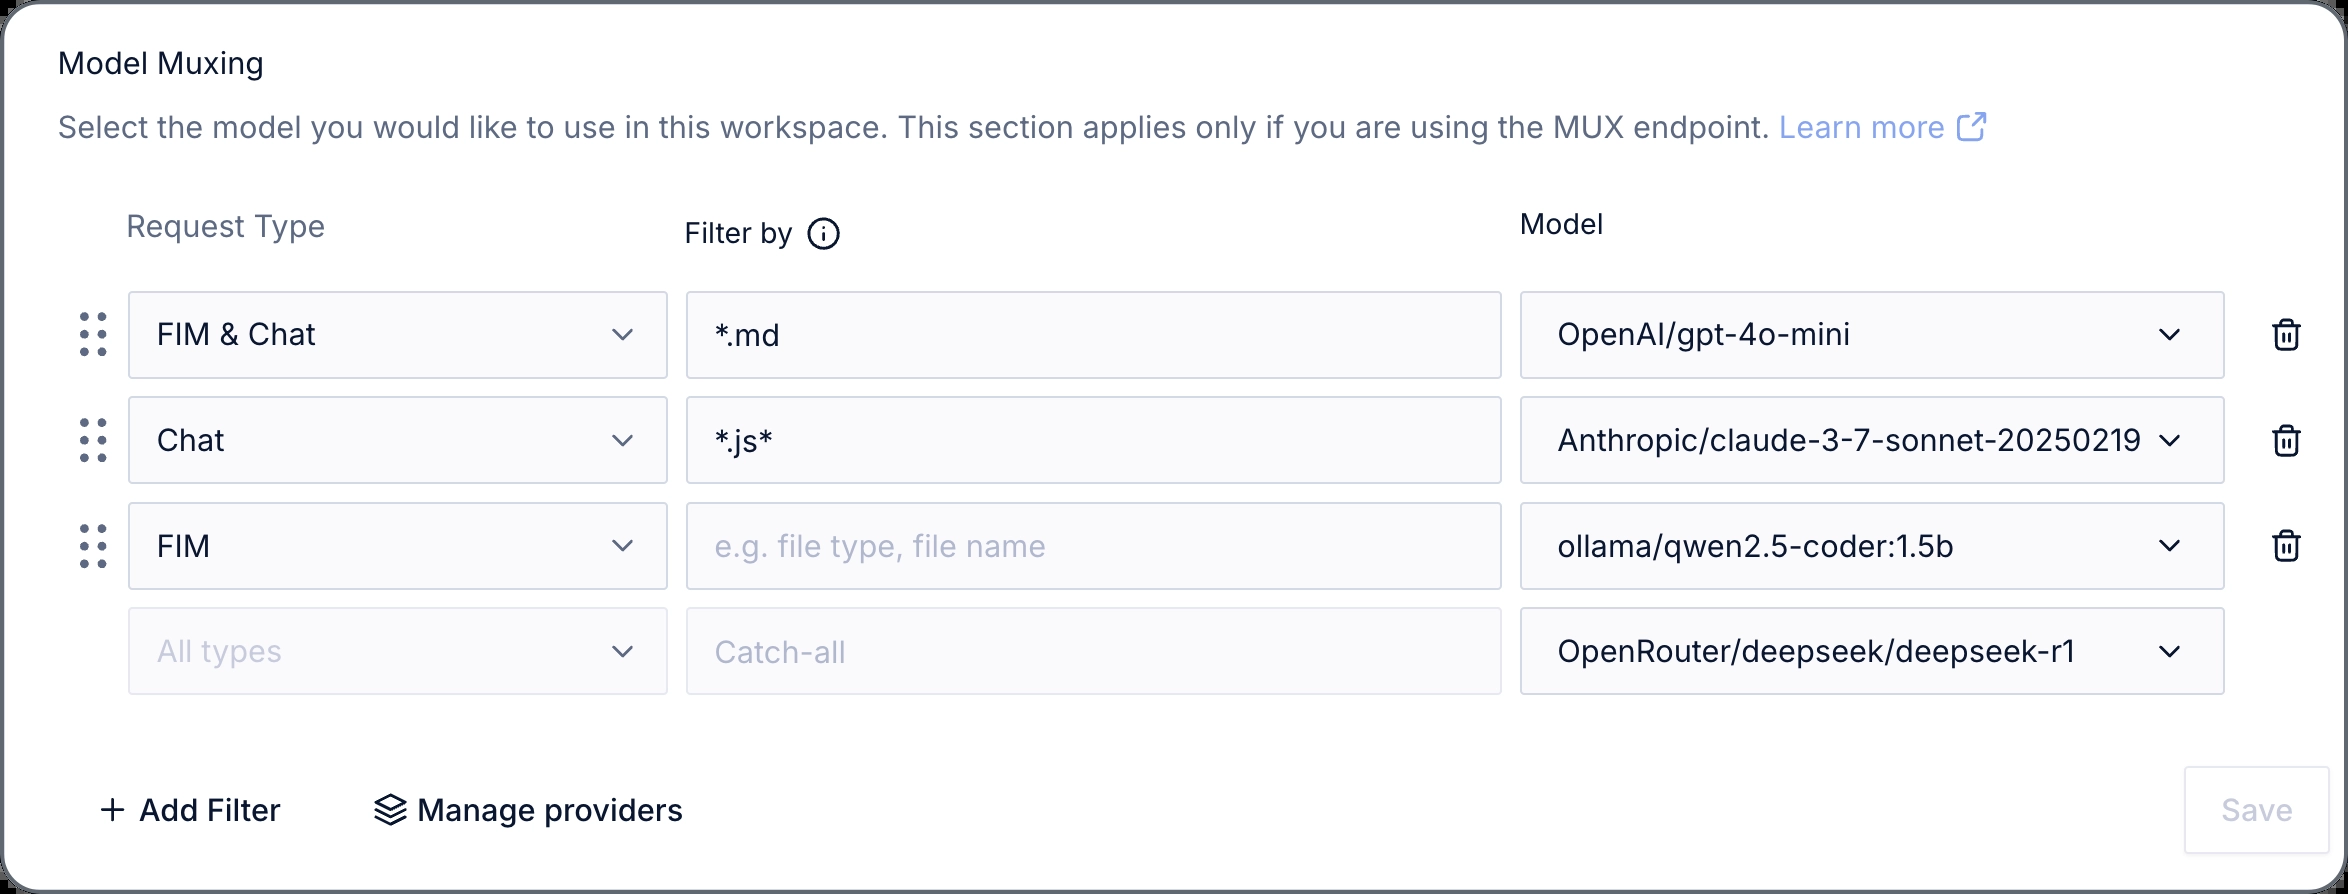 Model Muxing
Select the model you would like to use in this workspace. This section applies only if you are using the MUX endpoint. Learn more
Request Type Filter by Model
FIM & Chat *.md OpenAI/gpt-4o-mini
Chat *.js* Anthropic/claude-3-7-sonnet-20250219
FIM e.g. file type, file name ollama/qwen2.5-coder:1.5b
All types Catch-all OpenRouter/deepseek/deepseek-r1
+ Add Filter Manage providers Save